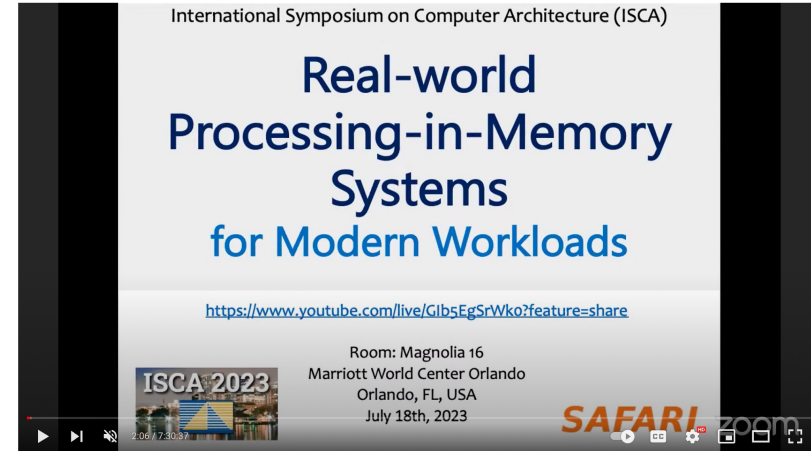 International Symposium on Computer Architecture (ISCA)
Real-world
Processing-in-Memory
Systems
for Modern Workloads
https://www.youtube.com/live/GIb5EgSrWk0?feature=share
Room: Magnolia 16
Marriott World Center Orlando
Orlando, FL, USA
July 18th, 2023
ISCA 2023
SAFARI
zoom
2:06 / 7:30:37
CC
HD